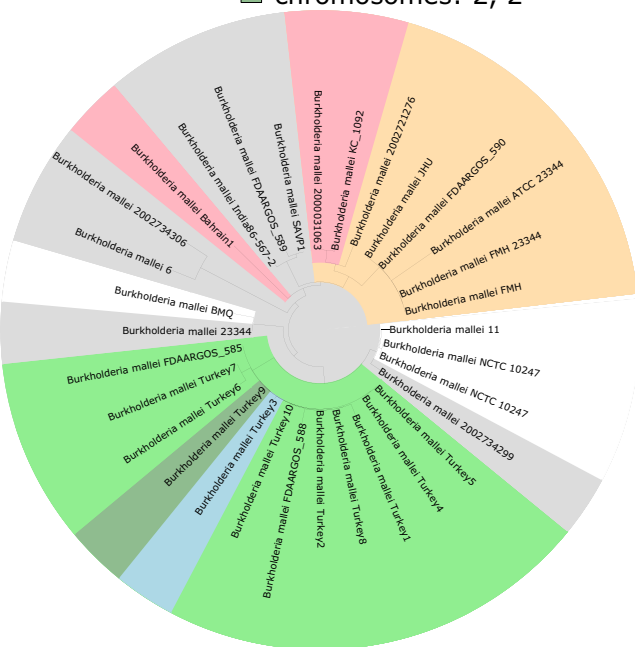 chromosomes: 2, 2
Burkholderia mallei 2000031063
Burkholderia mallei KC_1092
Burkholderia mallei 2002721276
Burkholderia mallei JHU
Burkholderia mallei FDAARGOS_590
Burkholderia mallei ATCC 23344
Burkholderia mallei FMH 23344
Burkholderia mallei FMH
Burkholderia mallei 11
Burkholderia mallei NCTC 10247
Burkholderia mallei NCTC 10247
Burkholderia mallei 2002734299
Burkholderia mallei Turkey5
Burkholderia mallei Turkey4
Burkholderia mallei Turkey1
Burkholderia mallei Turkey8
Burkholderia mallei Turkey2
Burkholderia mallei FDAARGOS_588
Burkholderia mallei Turkey10
Burkholderia mallei Turkey3
Burkholderia mallei Turkey9
Burkholderia mallei Turkey6
Burkholderia mallei Turkey7
Burkholderia mallei FDAARGOS_585
Burkholderia mallei 23344
Burkholderia mallei BMQ
Burkholderia mallei 6
Burkholderia mallei 2002734306
Burkholderia mallei Bahrain1
Burkholderia mallei India86-567-2
Burkholderia mallei FDAARGOS_589
Burkholderia mallei SAVP1